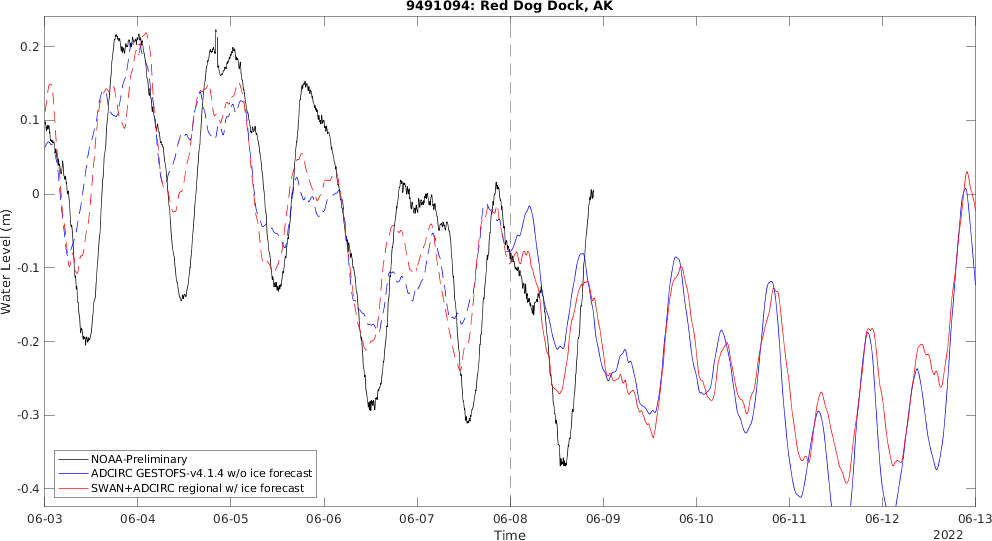 9491094: Red Dog Dock, AK
Water Level (m)
0.2
0.1
0
-0.1
-0.2
-0.3
-0.4
NOAA-Preliminary
ADCIRC GESTOFS-v4.1.4 w/o ice forecast
SWAN+ADCIRC regional w/ ice forecast
06-03 06-04 06-05 06-06 06-07 06-08 06-09 06-10 06-11 06-12 06-13
Time
2022